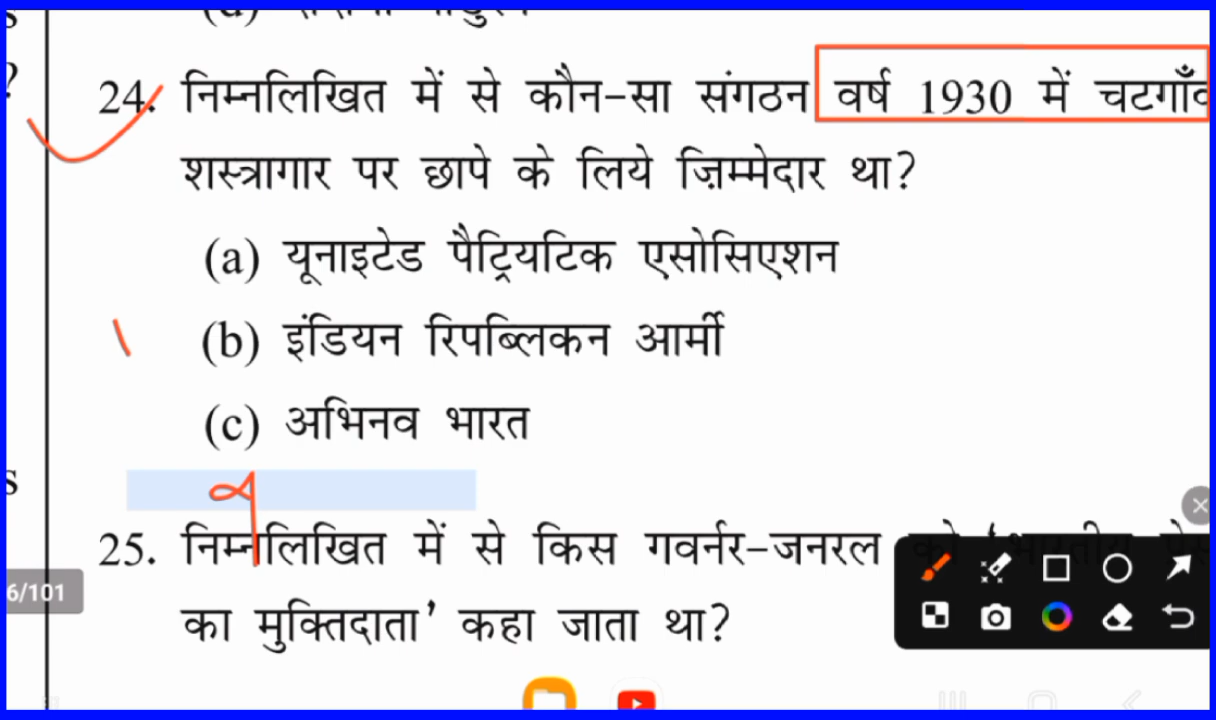 ?
24. निम्नलिखित में से कौन-सा संगठन वर्ष 1930 में चटगाँव
शस्त्रागार पर छापे के लिये ज़िम्मेदार था?
(a) यूनाइटेड पैट्रियटिक एसोसिएशन
(b) इंडियन रिपब्लिकन आर्मी
(c) अभिनव भारत
s
25. निम्नलिखित में से किस गवर्नर-जनरल को 'भारतीय प्रेस
6/101
का मुक्तिदाता' कहा जाता था?